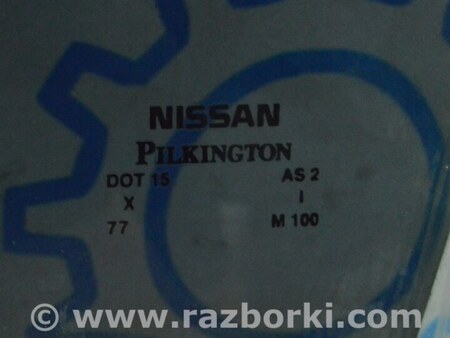 NISSAN
PILKINGTON
DOT 15 AS 2
X I
77 M 100
© www.razborki.com